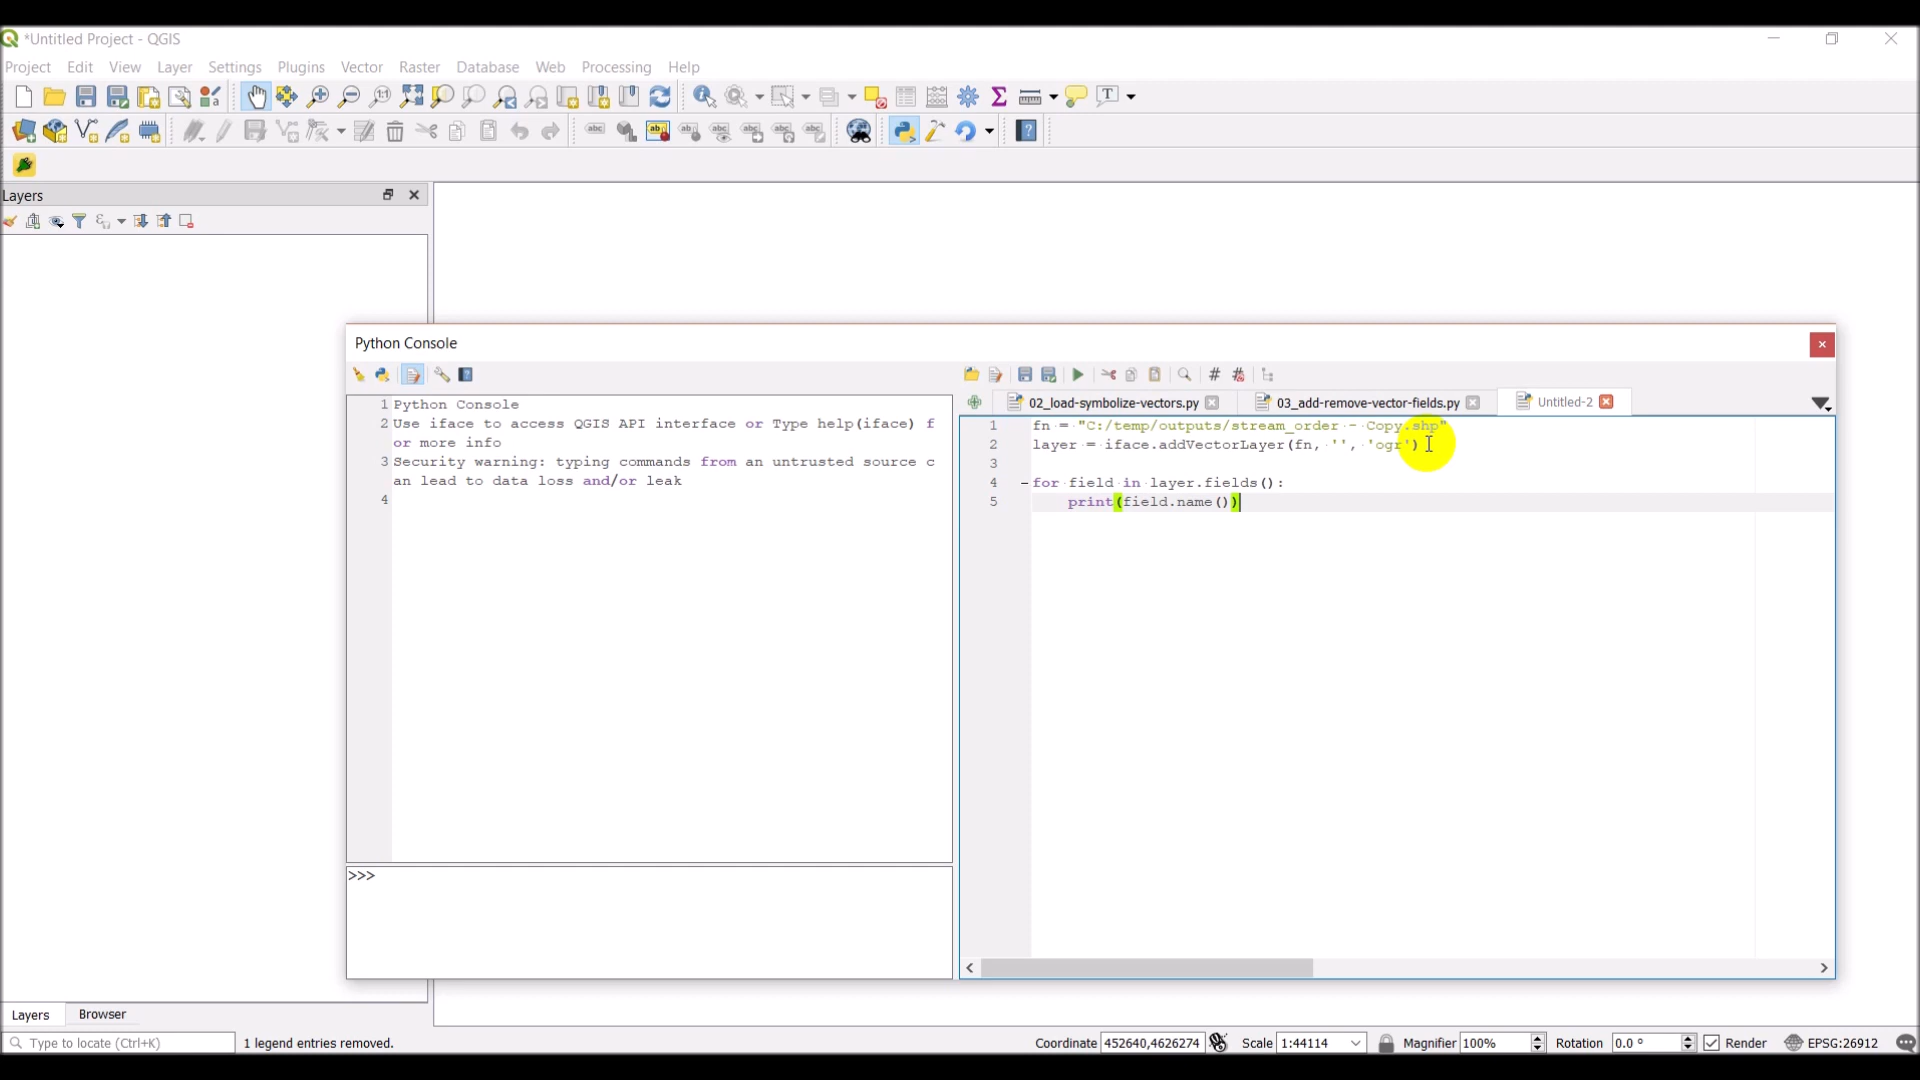 *Untitled Project - QGIS
Project Edit View Layer Settings Plugins Vector Raster Database Web Processing Help
Layers
Python Console
1 Python Console
2 Use iface to access QGIS API interface or Type help(iface) f
or more info
3 Security warning: typing commands from an untrusted source c
an lead to data loss and/or leak
4
>>>
02_load-symbolize-vectors.py 03_add-remove-vector-fields.py Untitled-2
1 fn = "C:/temp/outputs/stream_order - Copy.shp"
2 layer = iface.addVectorLayer(fn, '', 'ogr')
3
4 for field in layer.fields():
5 print(field.name())
Layers Browser
Type to locate (Ctrl+K) 1 legend entries removed. Coordinate 452640,4626274 Scale 1:44114 Magnifier 100% Rotation 0.0 ° Render EPSG:26912